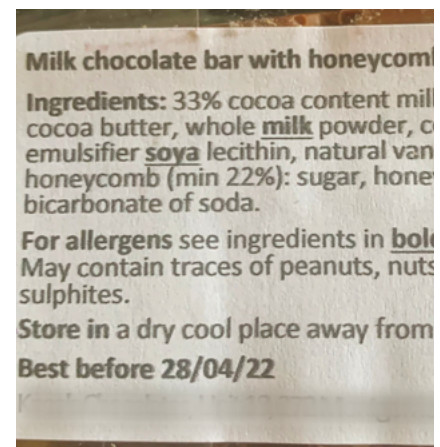 Milk chocolate bar with honeycom
Ingredients: 33% cocoa content mil
cocoa butter, whole milk powder, c
emulsifier soya lecithin, natural van
honeycomb (min 22%): sugar, hone
bicarbonate of soda.
For allergens see ingredients in bol
May contain traces of peanuts, nuts
sulphites.
Store in a dry cool place away from
Best before 28/04/22